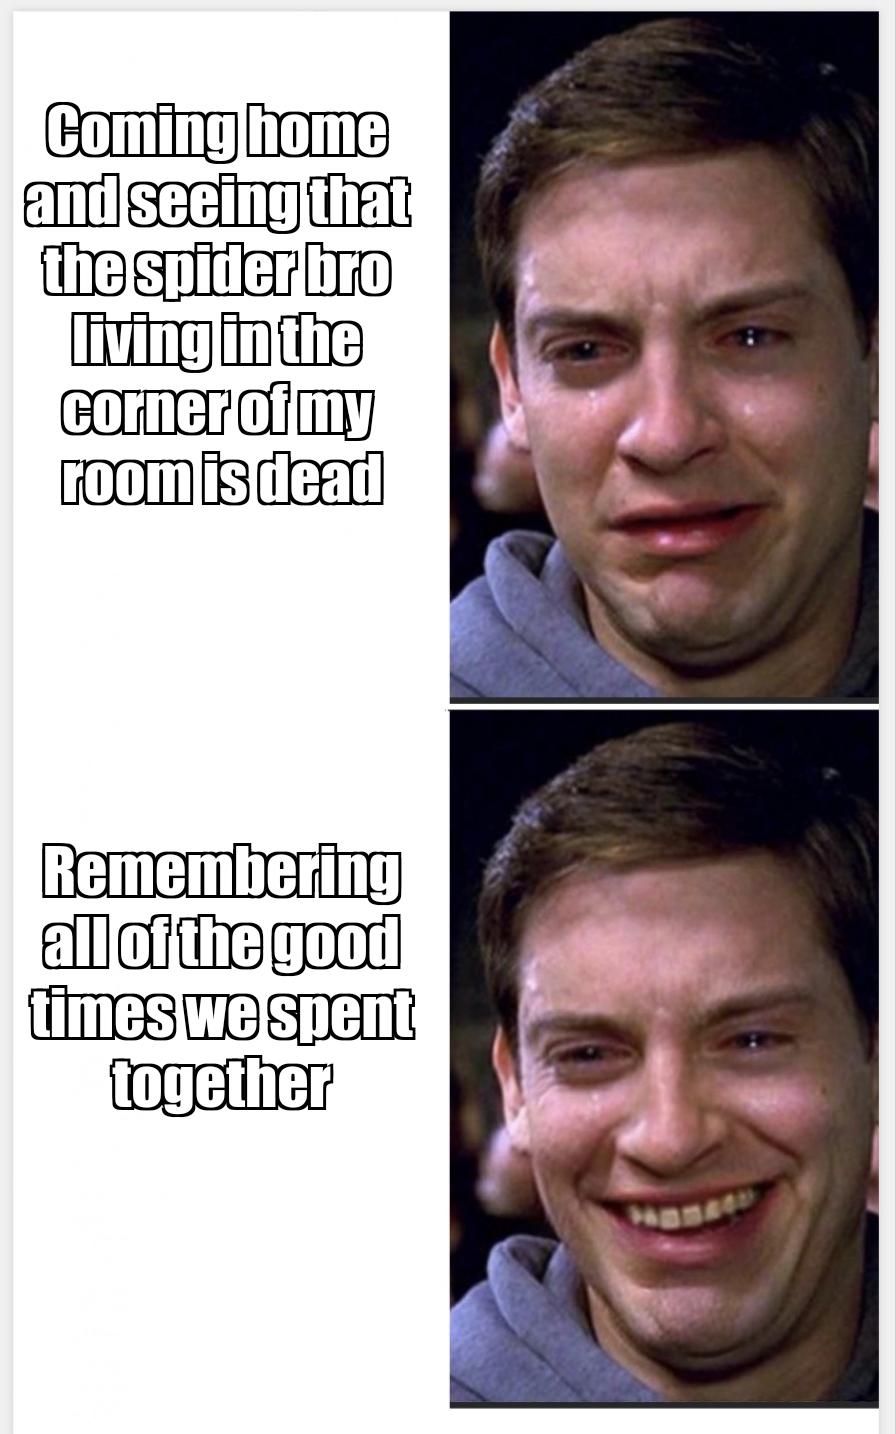 Coming home
and seeing that
the spider bro
living in the
corner of my
room is dead
Remembering
all of the good
times we spent
together